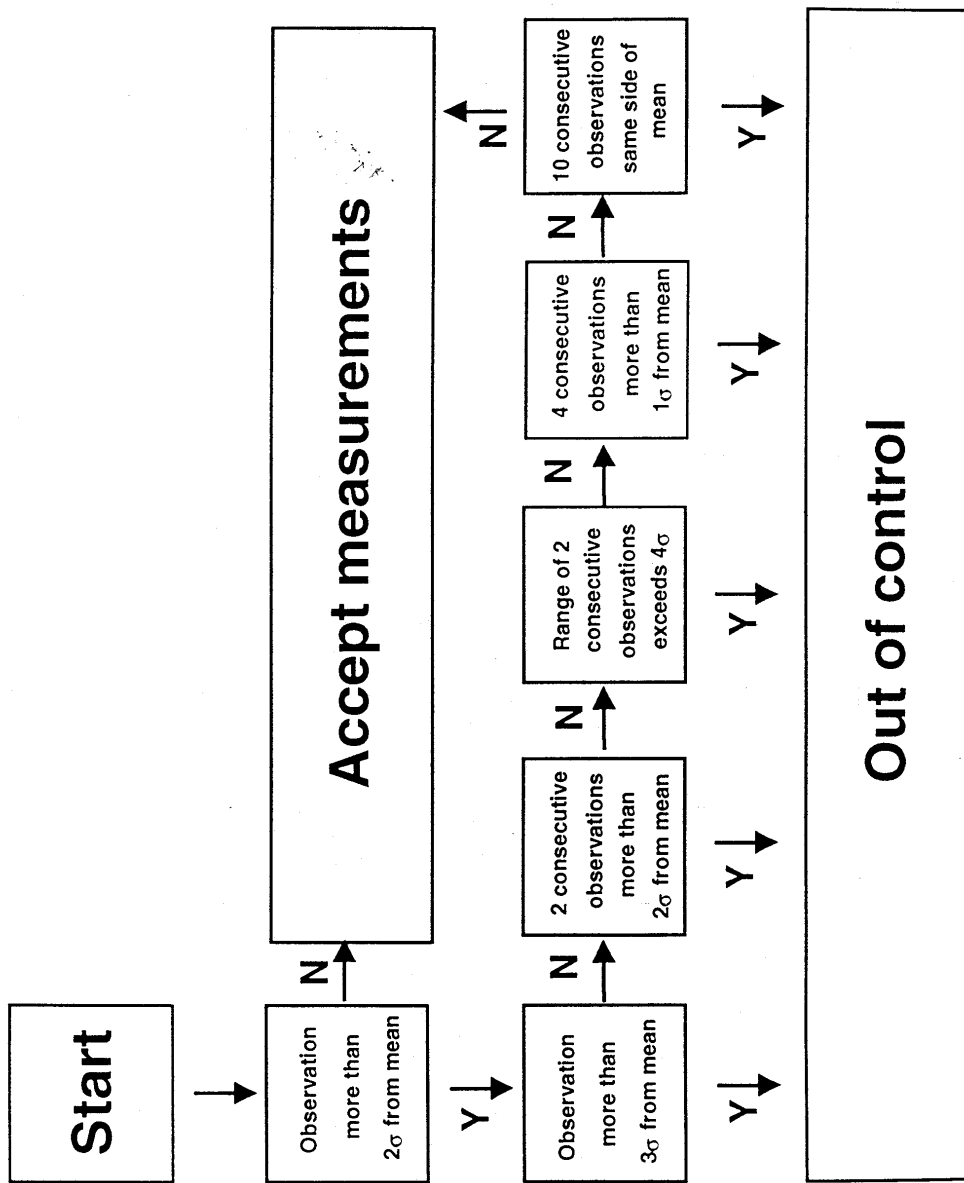 Start
Observation
more than
2σ from mean
N
Accept measurements
Y
Observation
more than
3σ from mean
N
2 consecutive
observations
more than
2σ from mean
N
Range of 2
consecutive
observations
exceeds 4σ
N
4 consecutive
observations
more than
1σ from mean
N
10 consecutive
observations
same side of
mean
N
Y
Y
Y
Y
Y
Out of control